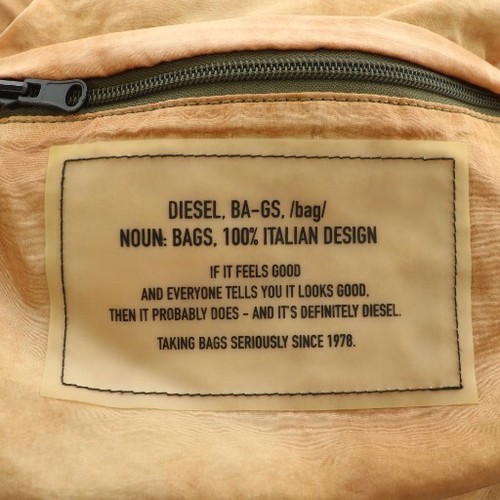 DIESEL, BA-GS, /bag/
NOUN: BAGS, 100% ITALIAN DESIGN
IF IT FEELS GOOD
AND EVERYONE TELLS YOU IT LOOKS GOOD,
THEN IT PROBABLY DOES - AND IT'S DEFINITELY DIESEL.
TAKING BAGS SERIOUSLY SINCE 1978.